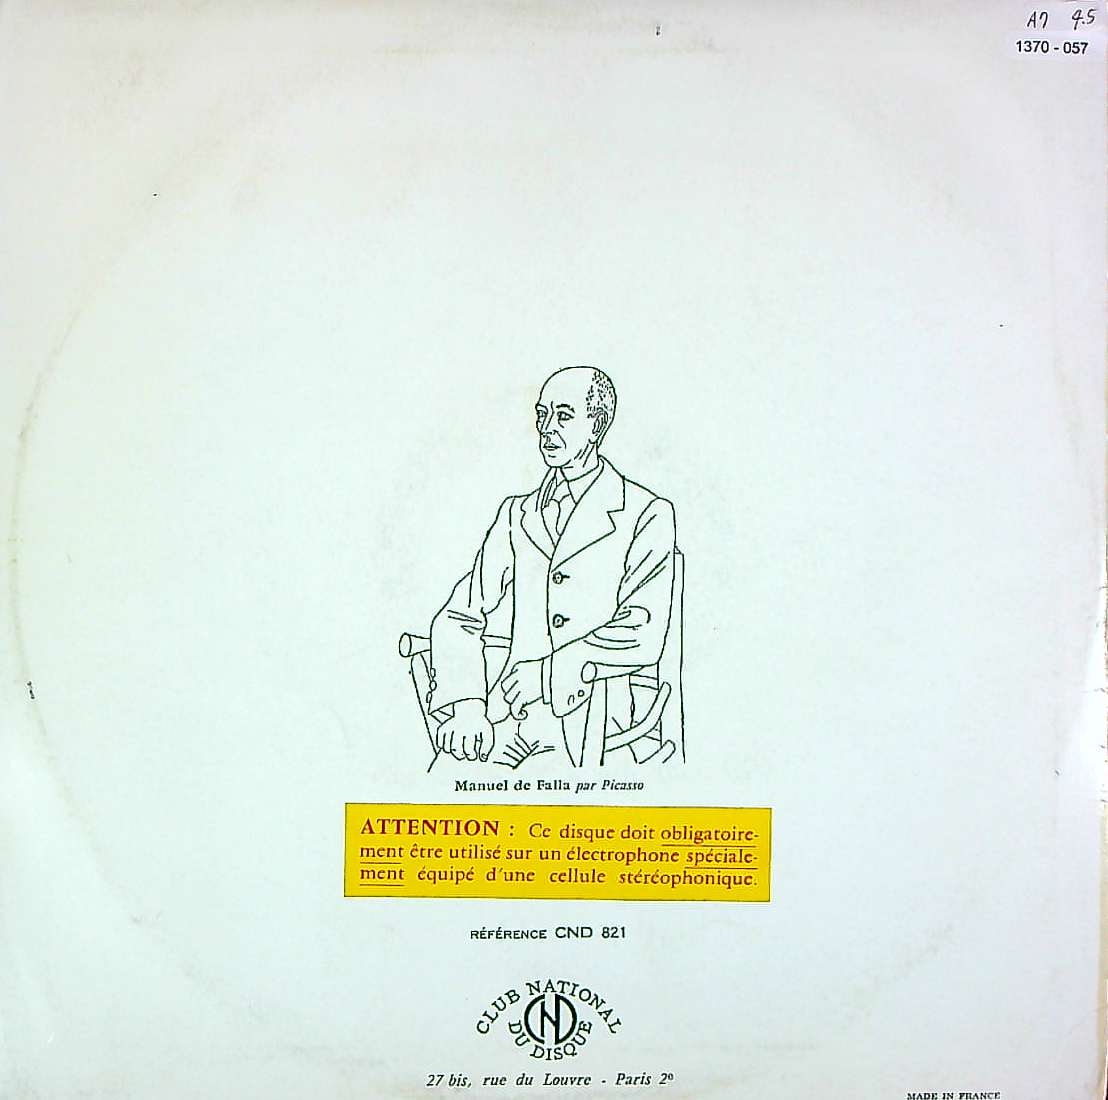 A7 4.5
1370 - 057
Manuel de Falla par Picasso
ATTENTION : Ce disque doit obligatoire-
ment être utilisé sur un électrophone spéciale-
ment équipé d'une cellule stéréophonique.
RÉFÉRENCE CND 821
CLUB NATIONAL
CND
DU DISQUE
27 bis, rue du Louvre - Paris 2e
MADE IN FRANCE